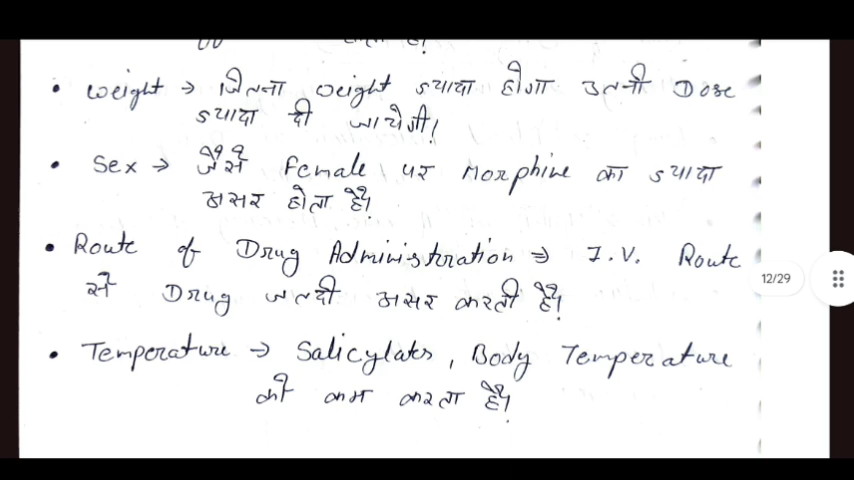 • Weight → जितना weight ज्यादा होगा उतनी Dose
ज्यादा दी जायेगी।
• Sex → जैसे Female पर Morphine का ज्यादा
असर होता है।
• Route of Drug Administration ⇒ I.V. Route
से Drug जल्दी असर करती है।
12/29
• Temperature → Salicylates, Body Temperature
को कम करता है।